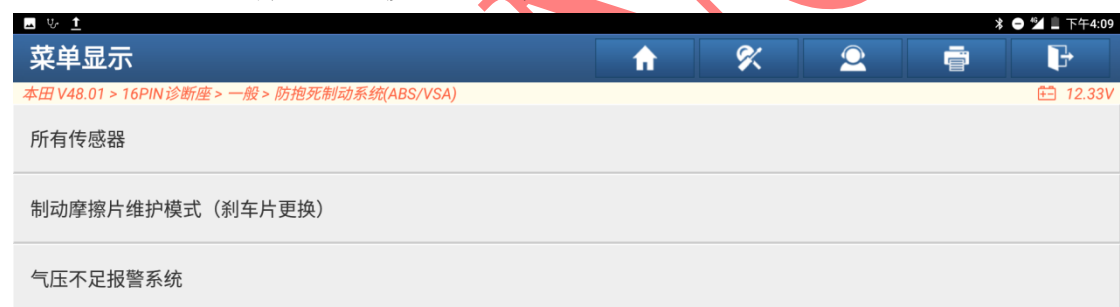 下午4:09
菜单显示
本田 V48.01 > 16PIN诊断座 > 一般 > 防抱死制动系统(ABS/VSA) 12.33V
所有传感器
制动摩擦片维护模式（刹车片更换）
气压不足报警系统